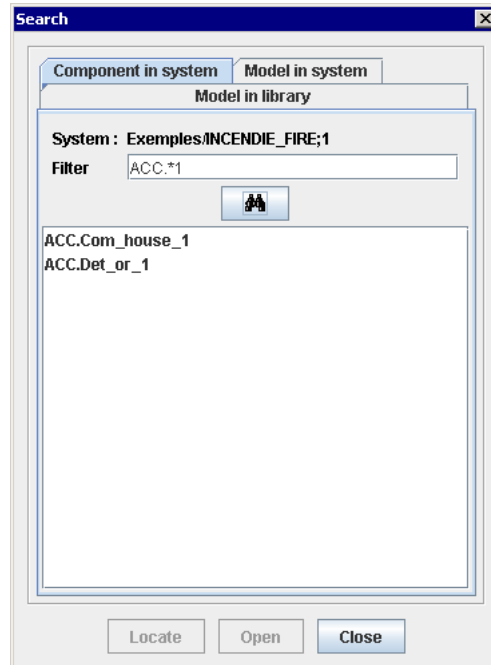 Search
Component in system
Model in system
Model in library
System : Exemples/INCENDIE_FIRE;1
Filter ACC.*1
ACC.Com_house_1
ACC.Det_or_1
Locate Open Close